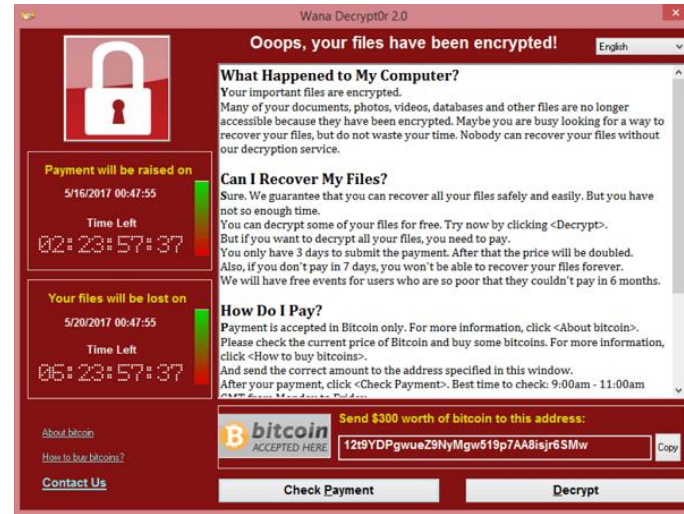 Wana Decrypt0r 2.0
Ooops, your files have been encrypted!
English
What Happened to My Computer?
Your important files are encrypted.
Many of your documents, photos, videos, databases and other files are no longer
accessible because they have been encrypted. Maybe you are busy looking for a way to
recover your files, but do not waste your time. Nobody can recover your files without
our decryption service.
Can I Recover My Files?
Sure. We guarantee that you can recover all your files safely and easily. But you have
not so enough time.
You can decrypt some of your files for free. Try now by clicking <Decrypt>.
But if you want to decrypt all your files, you need to pay.
You only have 3 days to submit the payment. After that the price will be doubled.
Also, if you don't pay in 7 days, you won't be able to recover your files forever.
We will have free events for users who are so poor that they couldn't pay in 6 months.
How Do I Pay?
Payment is accepted in Bitcoin only. For more information, click <About bitcoin>.
Please check the current price of Bitcoin and buy some bitcoins. For more information,
click <How to buy bitcoins>.
And send the correct amount to the address specified in this window.
After your payment, click <Check Payment>. Best time to check: 9:00am - 11:00am
GMT from Monday to Friday
Payment will be raised on
5/16/2017 00:47:55
Time Left
02:23:57:37
Your files will be lost on
5/20/2017 00:47:55
Time Left
06:23:57:37
About bitcoin
How to buy bitcoins?
Contact Us
bitcoin
ACCEPTED HERE
Send $300 worth of bitcoin to this address:
12t9YDPgwueZ9NyMgw519p7AA8isjr6SMw
Copy
Check Payment
Decrypt